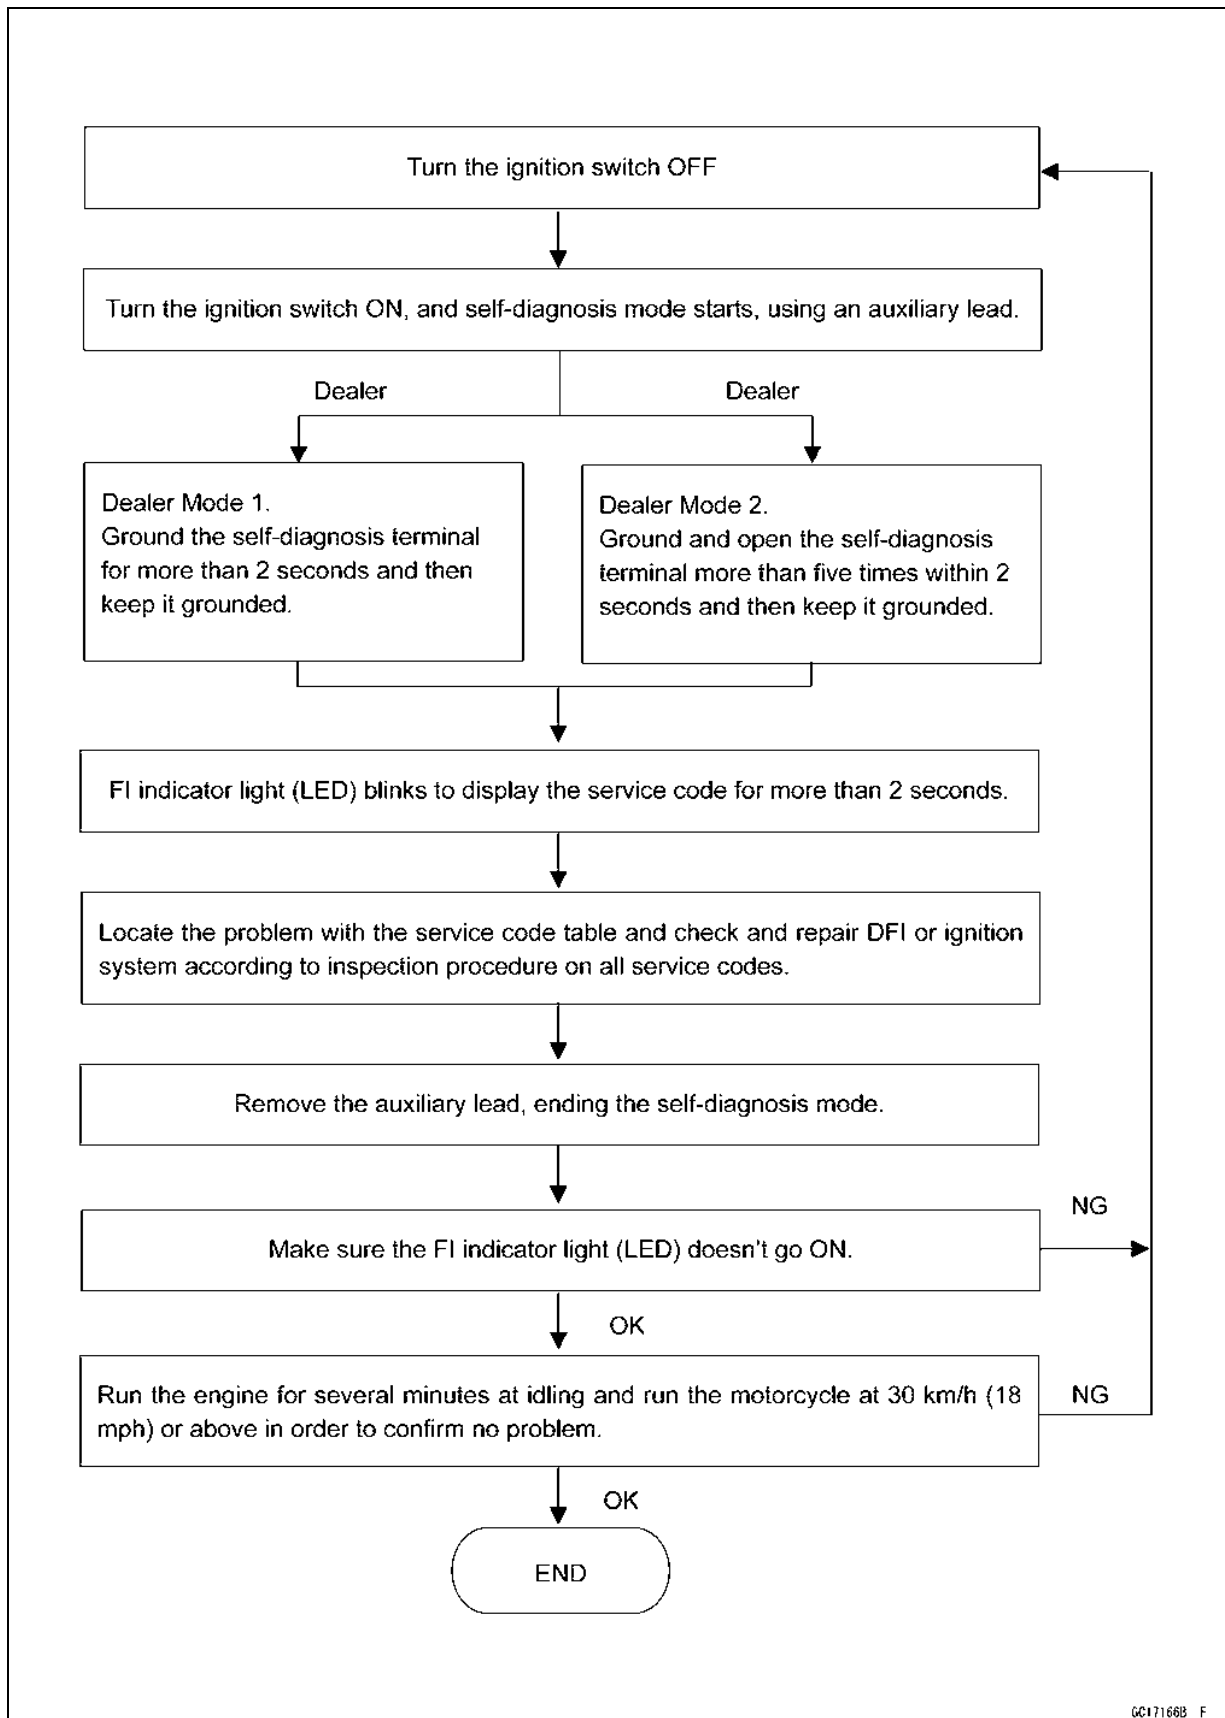 Turn the ignition switch OFF
Turn the ignition switch ON, and self-diagnosis mode starts, using an auxiliary lead.
Dealer
Dealer
Dealer Mode 1.
Ground the self-diagnosis terminal
for more than 2 seconds and then
keep it grounded.
Dealer Mode 2.
Ground and open the self-diagnosis
terminal more than five times within 2
seconds and then keep it grounded.
FI indicator light (LED) blinks to display the service code for more than 2 seconds.
Locate the problem with the service code table and check and repair DFI or ignition
system according to inspection procedure on all service codes.
Remove the auxiliary lead, ending the self-diagnosis mode.
NG
Make sure the FI indicator light (LED) doesn't go ON.
OK
Run the engine for several minutes at idling and run the motorcycle at 30 km/h (18
mph) or above in order to confirm no problem.
NG
OK
END
GC17166B F